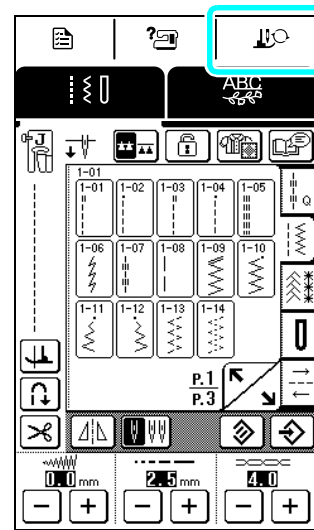 ?
ABC
J
1-01
1-01 1-02 1-03 1-04 1-05
Q
1-06 1-07 1-08 1-09 1-10
1-11 1-12 1-13 1-14
P.1
P.3
0.0 mm 2.5 mm 4.0
− + − + − +